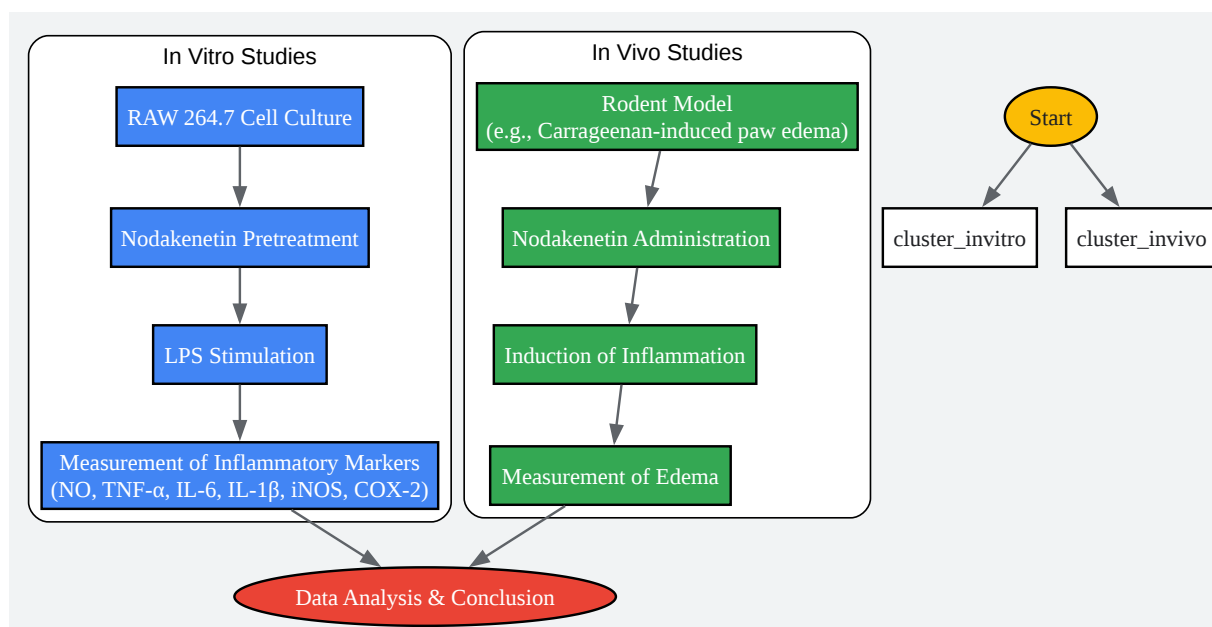 In Vitro Studies
RAW 264.7 Cell Culture
Nodakenetin Pretreatment
LPS Stimulation
Measurement of Inflammatory Markers
(NO, TNF-α, IL-6, IL-1β, iNOS, COX-2)
In Vivo Studies
Rodent Model
(e.g., Carrageenan-induced paw edema)
Nodakenetin Administration
Induction of Inflammation
Measurement of Edema
Data Analysis & Conclusion
Start
cluster_invitro
cluster_invivo